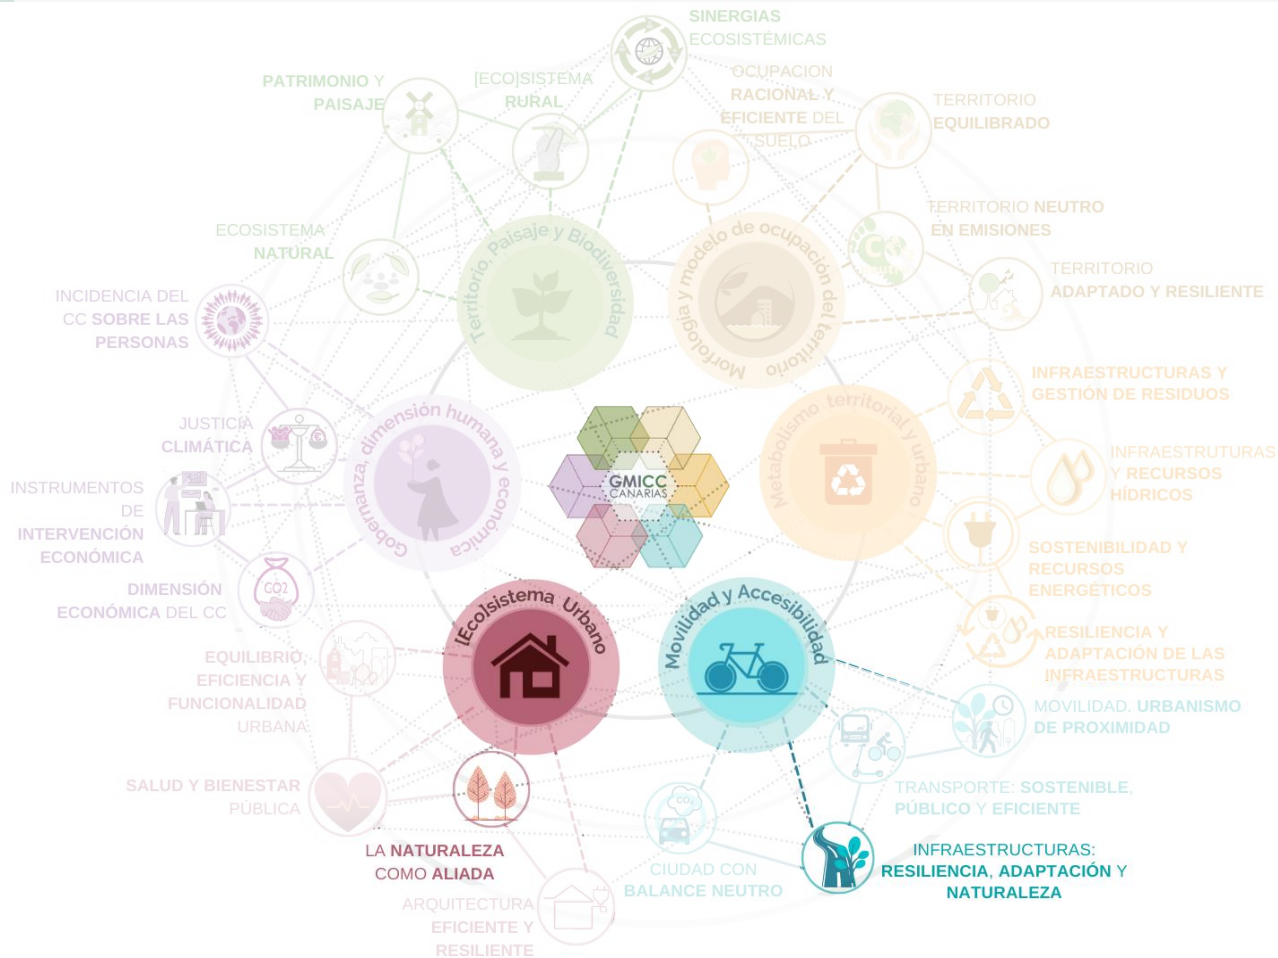 SINERGIAS
ECOSISTÉMICAS
PATRIMONIO Y
PAISAJE
[ECO]SISTEMA
RURAL
OCUPACION
RACIONAL Y
EFICIENTE DEL
SUELO
TERRITORIO
EQUILIBRADO
ECOSISTEMA
NATURAL
TERRITORIO NEUTRO
EN EMISIONES
TERRITORIO
ADAPTADO Y RESILIENTE
Territorio, Paisaje y Biodiversidad
Morfología y modelo de ocupación del territorio
INCIDENCIA DEL
CC SOBRE LAS
PERSONAS
INFRAESTRUCTURAS Y
GESTIÓN DE RESIDUOS
JUSTICIA
CLIMÁTICA
Gobernanza, dimensión humana y económica
Metabolismo territorial y urbano
GMICC
CANARIAS
INFRAESTRUTURAS
Y RECURSOS
HÍDRICOS
INSTRUMENTOS
DE
INTERVENCIÓN
ECONÓMICA
SOSTENIBILIDAD Y
RECURSOS
ENERGÉTICOS
DIMENSIÓN
ECONÓMICA DEL CC
CO2
[Eco]sistema Urbano
Movilidad y Accesibilidad
RESILIENCIA Y
ADAPTACIÓN DE LAS
INFRAESTRUCTURAS
EQUILIBRIO,
EFICIENCIA Y
FUNCIONALIDAD
URBANA
MOVILIDAD. URBANISMO
DE PROXIMIDAD
SALUD Y BIENESTAR
PÚBLICA
TRANSPORTE: SOSTENIBLE,
PÚBLICO Y EFICIENTE
CO2
LA NATURALEZA
COMO ALIADA
CIUDAD CON
BALANCE NEUTRO
INFRAESTRUCTURAS:
RESILIENCIA, ADAPTACIÓN Y
NATURALEZA
ARQUITECTURA
EFICIENTE Y
RESILIENTE